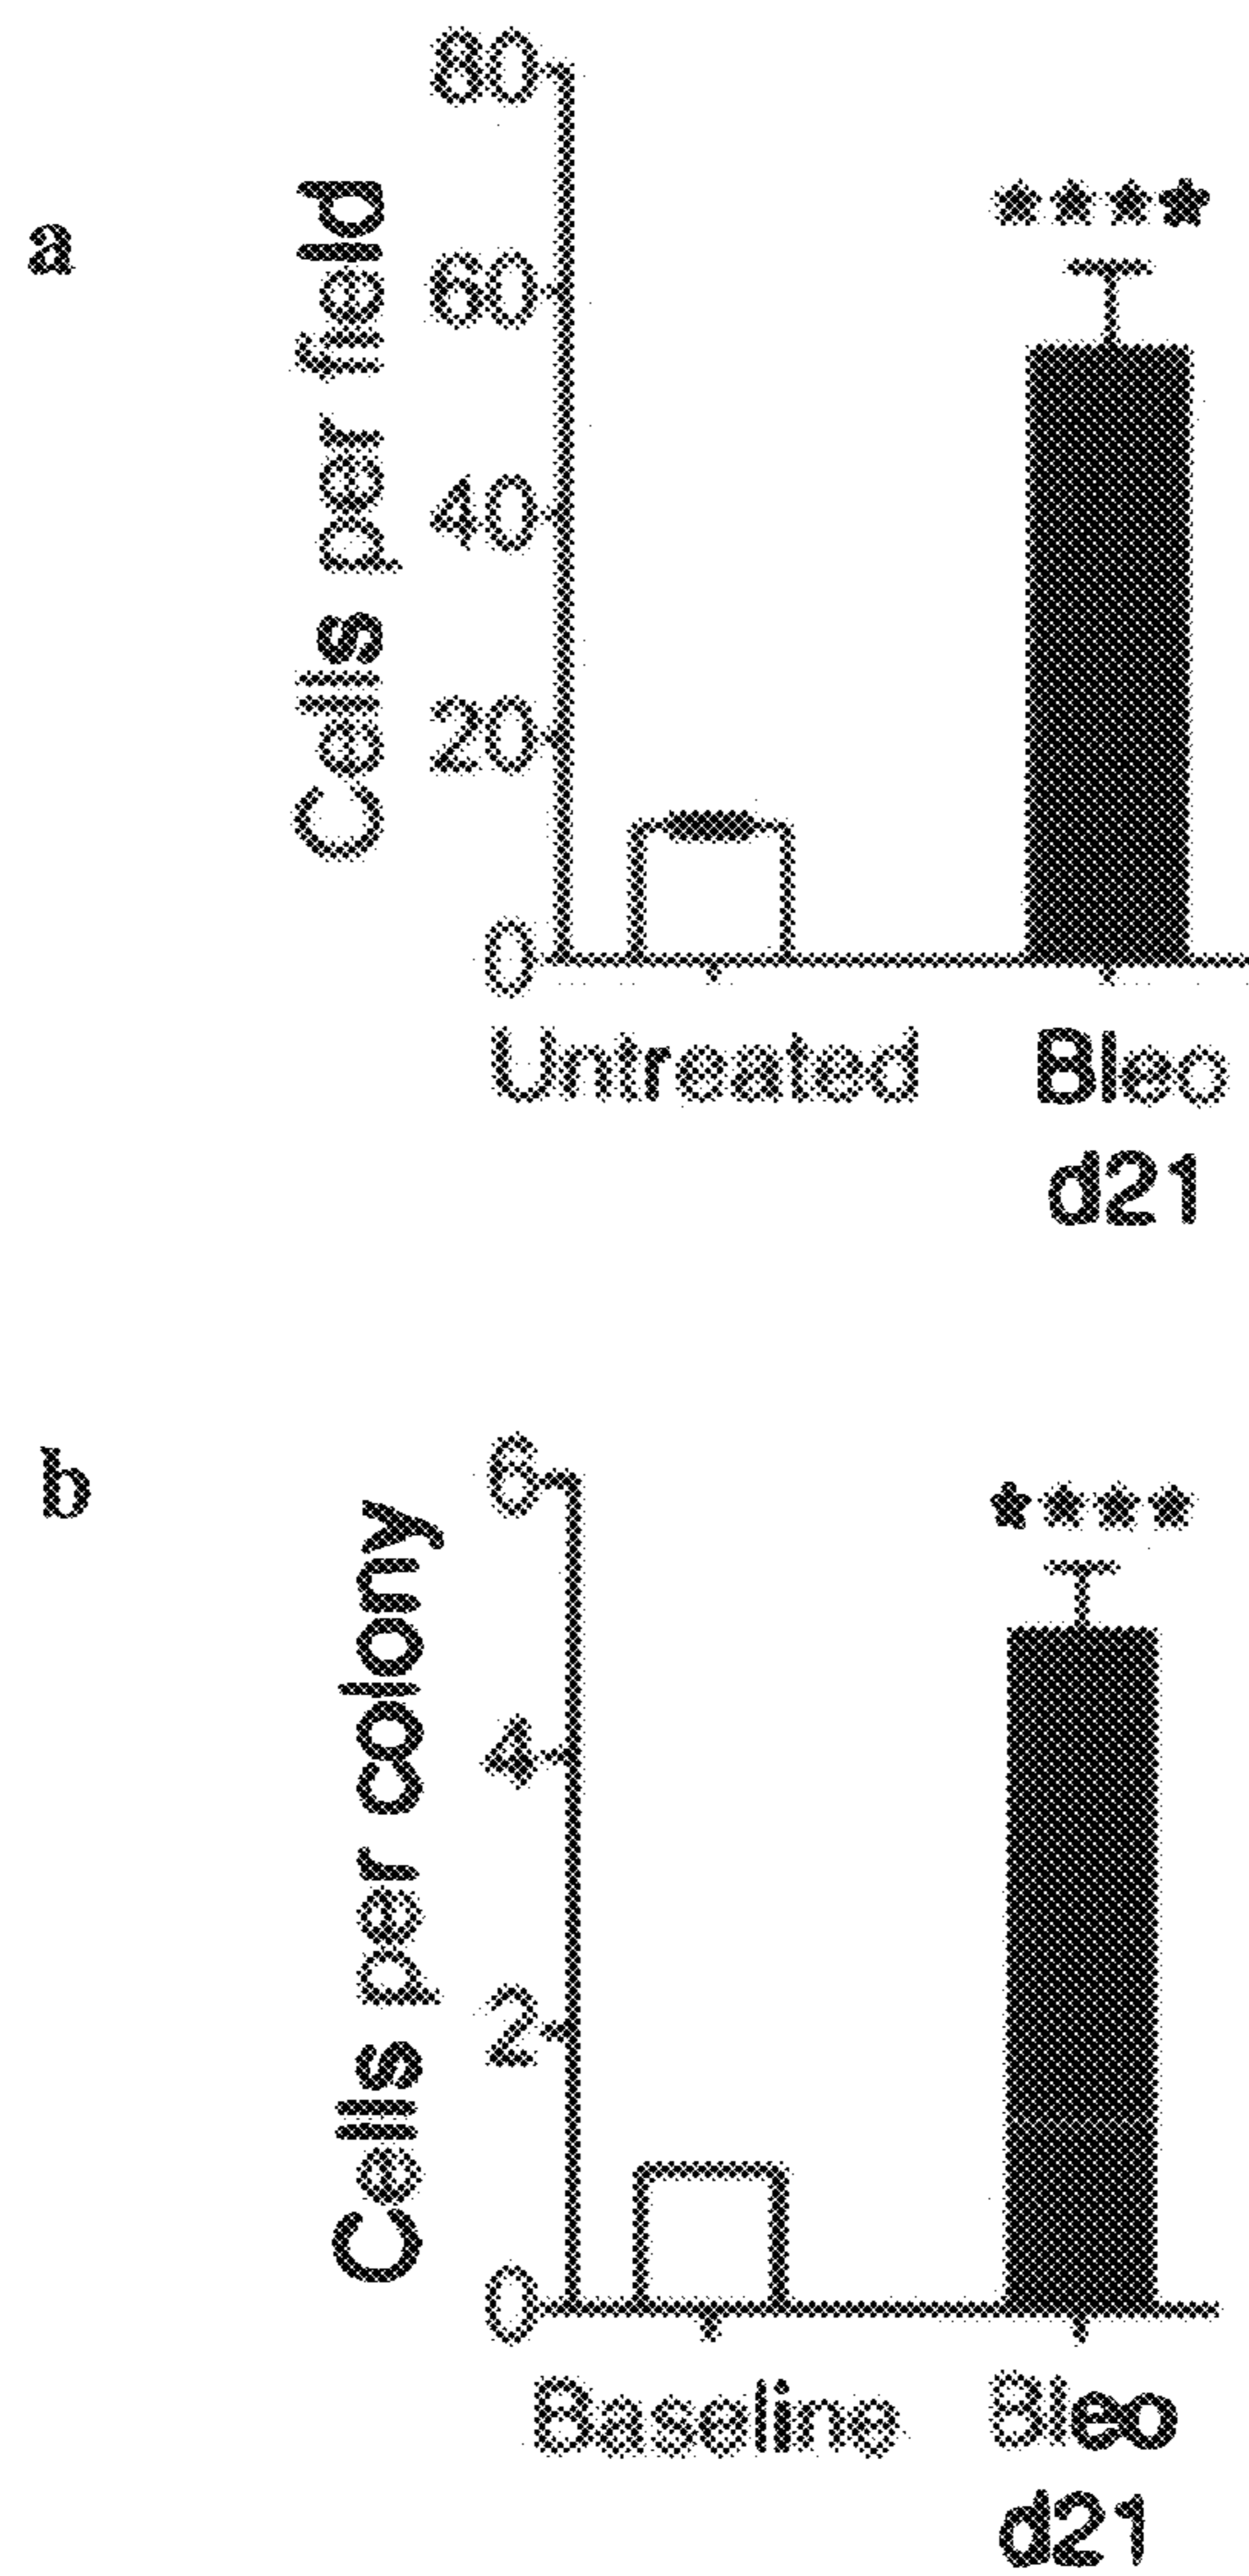 a
Cells per field
80
60
40
20
0
****
Untreated
Bleo
d21
b
Cells per colony
6
4
2
0
****
Baseline
Bleo
d21